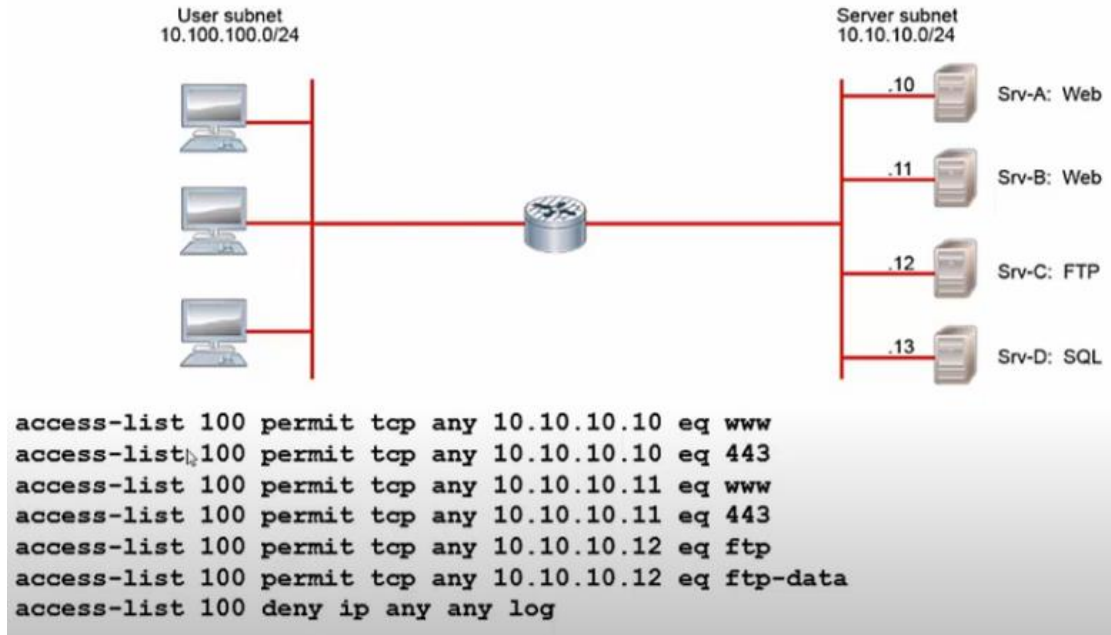 User subnet
10.100.100.0/24
Server subnet
10.10.10.0/24
.10
Srv-A: Web
.11
Srv-B: Web
.12
Srv-C: FTP
.13
Srv-D: SQL
access-list 100 permit tcp any 10.10.10.10 eq www
access-list 100 permit tcp any 10.10.10.10 eq 443
access-list 100 permit tcp any 10.10.10.11 eq www
access-list 100 permit tcp any 10.10.10.11 eq 443
access-list 100 permit tcp any 10.10.10.12 eq ftp
access-list 100 permit tcp any 10.10.10.12 eq ftp-data
access-list 100 deny ip any any log